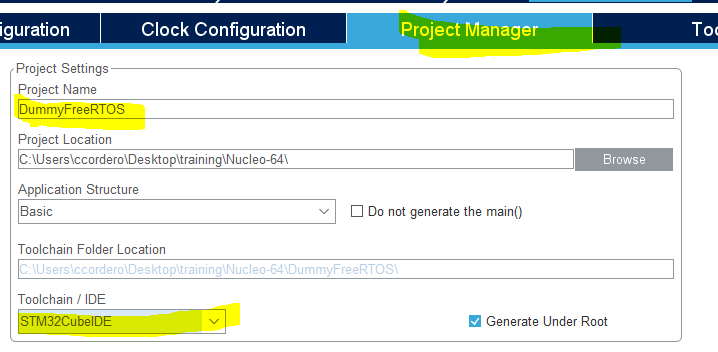 iguration
Clock Configuration
Project Manager
Too
Project Settings
Project Name
DummyFreeRTOS
Project Location
C:\Users\ccordero\Desktop\training\Nucleo-64\
Browse
Application Structure
Basic
Do not generate the main()
Toolchain Folder Location
C:\Users\ccordero\Desktop\training\Nucleo-64\DummyFreeRTOS\
Toolchain / IDE
STM32CubeIDE
Generate Under Root